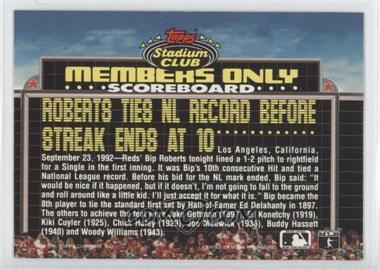 Topps
Stadium
CLUB
MEMBERS ONLY
SCOREBOARD
ROBERTS TIES NL RECORD BEFORE
STREAK ENDS AT 10
Los Angeles, California,
September 23, 1992—Reds' Bip Roberts tonight lined a 1-2 pitch to rightfield
for a Single in the first inning. It was Bip's 10th consecutive Hit and tied a
National League record. Before his bid for the NL mark ended, Bip said: "It
would be nice if it happened, but if it doesn't, I'm not going to fall to the ground
and roll around like a little kid. I'll just accept it for what it is." Bip became the
8th player to tie the standard first set by Hall-of-Famer Ed Delahanty in 1897.
The others to achieve the Jake Gettman (1897), Ed Konetchy (1919),
Kiki Cuyler (1925), Chick Hafey (1929), Joe Medwick (1936), Buddy Hassett
(1940) and Woody Williams (1943).
THE TOPPS COMPANY, INC.